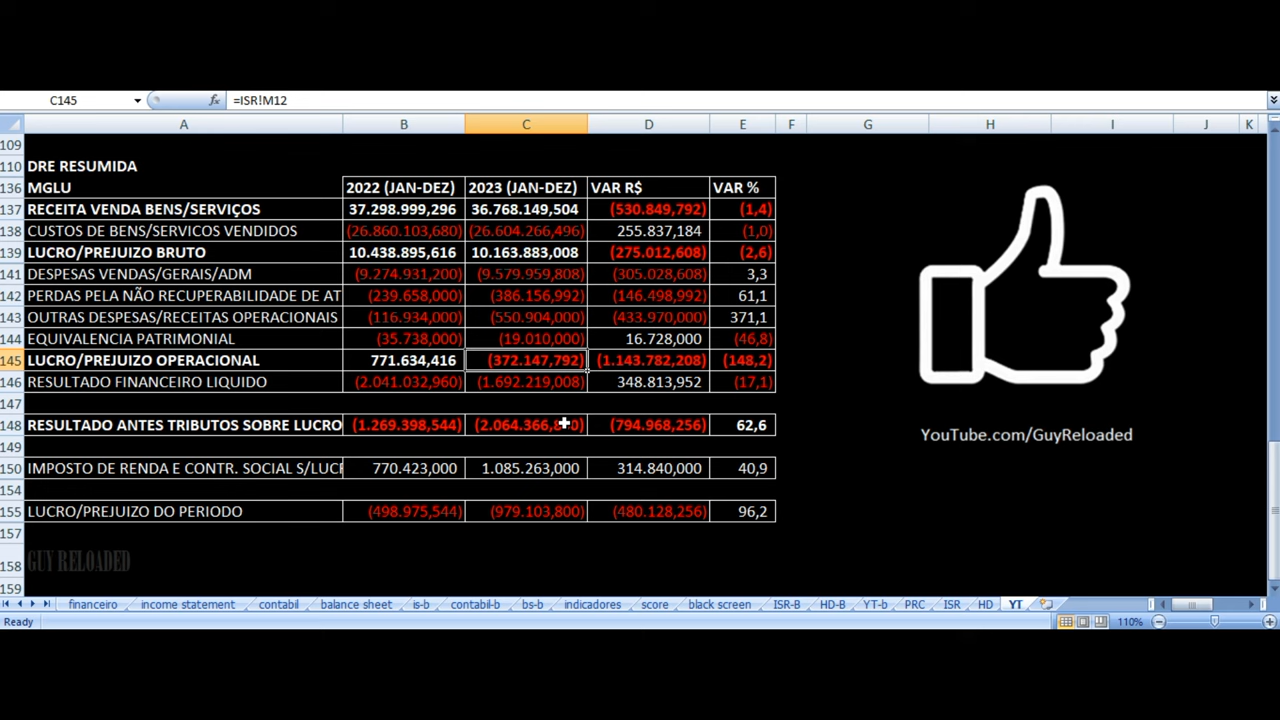 C145 fx =ISR!M12
A B C D E F G H I J K
109
110 DRE RESUMIDA
136 MGLU 2022 (JAN-DEZ) 2023 (JAN-DEZ) VAR R$ VAR %
137 RECEITA VENDA BENS/SERVIÇOS 37.298.999,296 36.768.149,504 (530.849,792) (1,4)
138 CUSTOS DE BENS/SERVICOS VENDIDOS (26.860.103,680) (26.604.266,496) 255.837,184 (1,0)
139 LUCRO/PREJUIZO BRUTO 10.438.895,616 10.163.883,008 (275.012,608) (2,6)
141 DESPESAS VENDAS/GERAIS/ADM (9.274.931,200) (9.579.959,808) (305.028,608) 3,3
142 PERDAS PELA NÃO RECUPERABILIDADE DE AT (239.658,000) (386.156,992) (146.498,992) 61,1
143 OUTRAS DESPESAS/RECEITAS OPERACIONAIS (116.934,000) (550.904,000) (433.970,000) 371,1
144 EQUIVALENCIA PATRIMONIAL (35.738,000) (19.010,000) 16.728,000 (46,8)
145 LUCRO/PREJUIZO OPERACIONAL 771.634,416 (372.147,792) (1.143.782,208) (148,2)
146 RESULTADO FINANCEIRO LIQUIDO (2.041.032,960) (1.692.219,008) 348.813,952 (17,1)
147
148 RESULTADO ANTES TRIBUTOS SOBRE LUCRO (1.269.398,544) (794.968,256) 62,6
149
150 IMPOSTO DE RENDA E CONTR. SOCIAL S/LUC 770.423,000 1.085.263,000 314.840,000 40,9
154
155 LUCRO/PREJUIZO DO PERIODO (498.975,544) (979.103,800) (480.128,256) 96,2
157
158 GUY RELOADED
159
YouTube.com/GuyReloaded
financeiro income statement contabil balance sheet is-b contabil-b bs-b indicadores score black screen ISR-B HD-B YT-b PRC ISR HD YT
Ready 110%